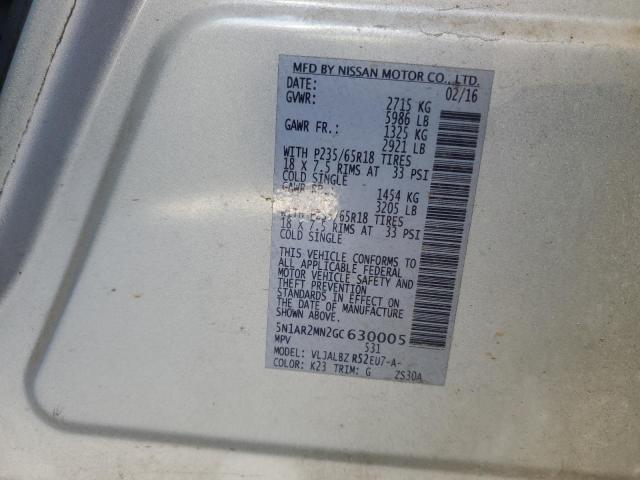 MFD BY NISSAN MOTOR CO., LTD.
DATE: 02/16
GVWR: 2715 KG
5986 LB
GAWR FR.: 1325 KG
2921 LB
WITH P235/65R18 TIRES
18 X 7.5 RIMS AT 33 PSI
COLD SINGLE
GAWR RR 1454 KG
3205 LB
WITH P235/65R18 TIRES
18 X 7.5 RIMS AT 33 PSI
COLD SINGLE
THIS VEHICLE CONFORMS TO
ALL APPLICABLE FEDERAL
MOTOR VEHICLE SAFETY AND
THEFT PREVENTION
STANDARDS IN EFFECT ON
THE DATE OF MANUFACTURE
SHOWN ABOVE.
5N1AR2MN2GC630005
MPV 531
MODEL: VLJALBZ R52EU7-A-
COLOR: K23 TRIM: G ZS30A